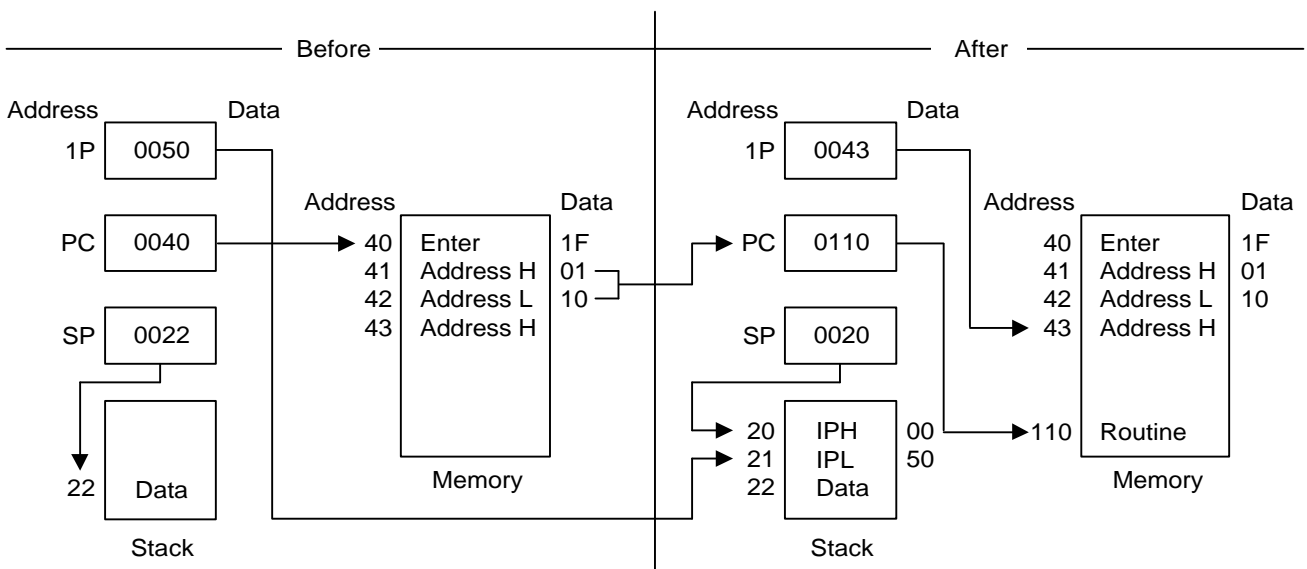 Before
Address Data
1P 0050
PC 0040
SP 0022
22 Data
Stack
Address Data
40 Enter 1F
41 Address H 01
42 Address L 10
43 Address H
Memory
After
Address Data
1P 0043
PC 0110
SP 0020
20 IPH 00
21 IPL 50
22 Data
Stack
Address Data
40 Enter 1F
41 Address H 01
42 Address L 10
43 Address H
110 Routine
Memory